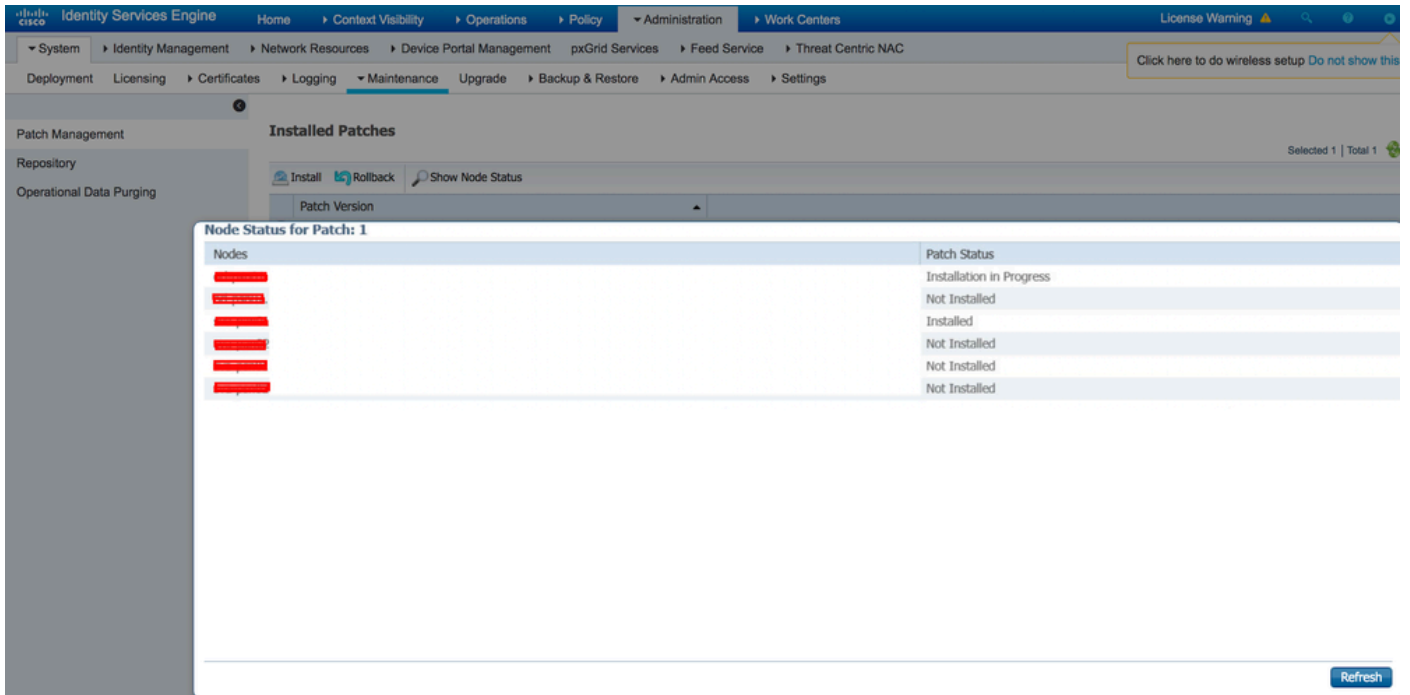 cisco Identity Services Engine Home Context Visibility Operations Policy Administration Work Centers License Warning
System Identity Management Network Resources Device Portal Management pxGrid Services Feed Service Threat Centric NAC
Click here to do wireless setup Do not show this
Deployment Licensing Certificates Logging Maintenance Upgrade Backup & Restore Admin Access Settings
Patch Management
Repository
Operational Data Purging
Installed Patches
Selected 1 | Total 1
Install Rollback Show Node Status
Patch Version
Node Status for Patch: 1
Nodes Patch Status
Installation in Progress
Not Installed
Installed
Not Installed
Not Installed
Not Installed
Refresh